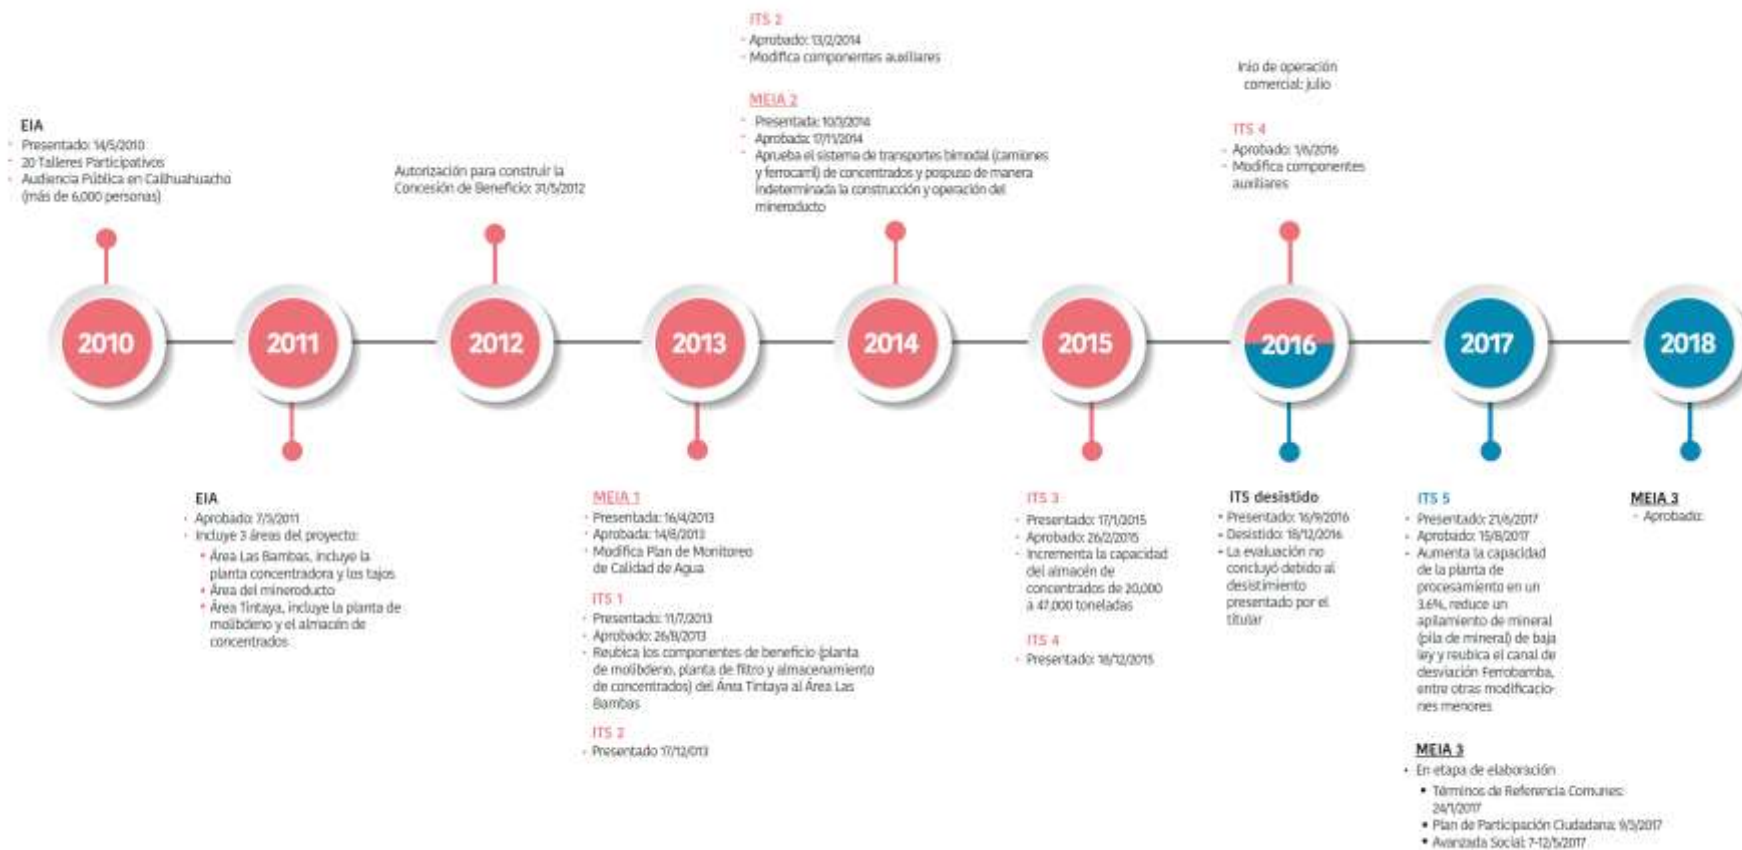 EIA
- Presentado: 14/5/2010
- 20 Talleres Participativos
- Audiencia Pública en Callhuahuacho
(más de 6,000 personas)
Autorización para construir la
Concesión de Beneficio: 31/5/2012
ITS 2
- Aprobado: 13/2/2014
- Modifica componentes auxiliares
MEIA 2
- Presentada: 10/3/2014
- Aprobada: 17/11/2014
- Aprueba el sistema de transportes bimodal (camiones
y ferrocarril) de concentrados y pospuso de manera
indeterminada la construcción y operación del
mineroducto
Inio de operación
comercial: julio
ITS 4
- Aprobado: 1/6/2016
- Modifica componentes
auxiliares
2010
2011
2012
2013
2014
2015
2016
2017
2018
EIA
- Aprobado: 7/3/2011
- Incluye 3 áreas del proyecto:
• Área Las Bambas, incluye la
planta concentradora y los tajos
• Área del mineroducto
• Área Tintaya, incluye la planta de
molibdeno y el almacén de
concentrados
MEIA 1
- Presentada: 16/4/2013
- Aprobada: 14/8/2013
- Modifica Plan de Monitoreo
de Calidad de Agua
ITS 1
- Presentado: 11/7/2013
- Aprobado: 26/8/2013
- Reubica los componentes de beneficio (planta
de molibdeno, planta de filtro y almacenamiento
de concentrados) del Área Tintaya al Área Las
Bambas
ITS 2
- Presentado 17/12/013
ITS 3
- Presentado: 17/1/2015
- Aprobado: 26/2/2015
- Incrementa la capacidad
del almacén de
concentrados de 20,000
a 47,000 toneladas
ITS 4
- Presentado: 18/12/2015
ITS desistido
• Presentado: 16/9/2016
• Desistido: 18/12/2016
• La evaluación no
concluyó debido al
desistimiento
presentado por el
titular
ITS 5
- Presentado: 21/6/2017
- Aprobado: 15/8/2017
- Aumenta la capacidad
de la planta de
procesamiento en un
3.6%, reduce un
apilamiento de mineral
(pila de mineral) de baja
ley y reubica el canal de
desviación Ferrobamba,
entre otras modificacio-
nes menores
MEIA 3
• En etapa de elaboración
• Términos de Referencia Comunes:
24/1/2017
• Plan de Participación Ciudadana: 9/3/2017
• Avanzada Social: 7-12/5/2017
MEIA 3
- Aprobado: